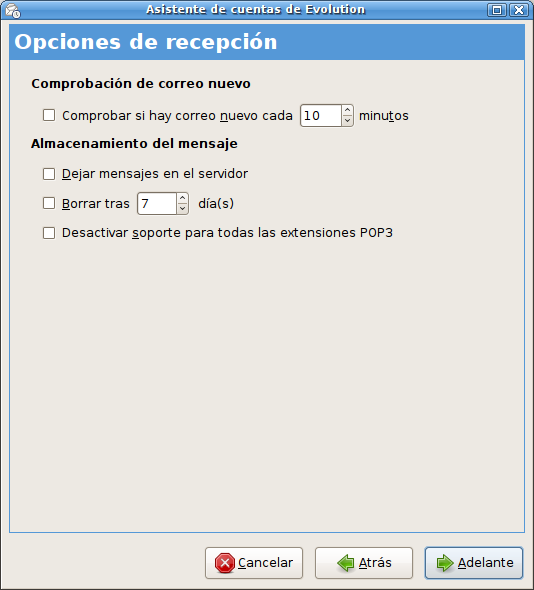 Asistente de cuentas de Evolution
Opciones de recepción
Comprobación de correo nuevo
Comprobar si hay correo nuevo cada 10 minutos
Almacenamiento del mensaje
Dejar mensajes en el servidor
Borrar tras 7 día(s)
Desactivar soporte para todas las extensiones POP3
Cancelar Atrás Adelante